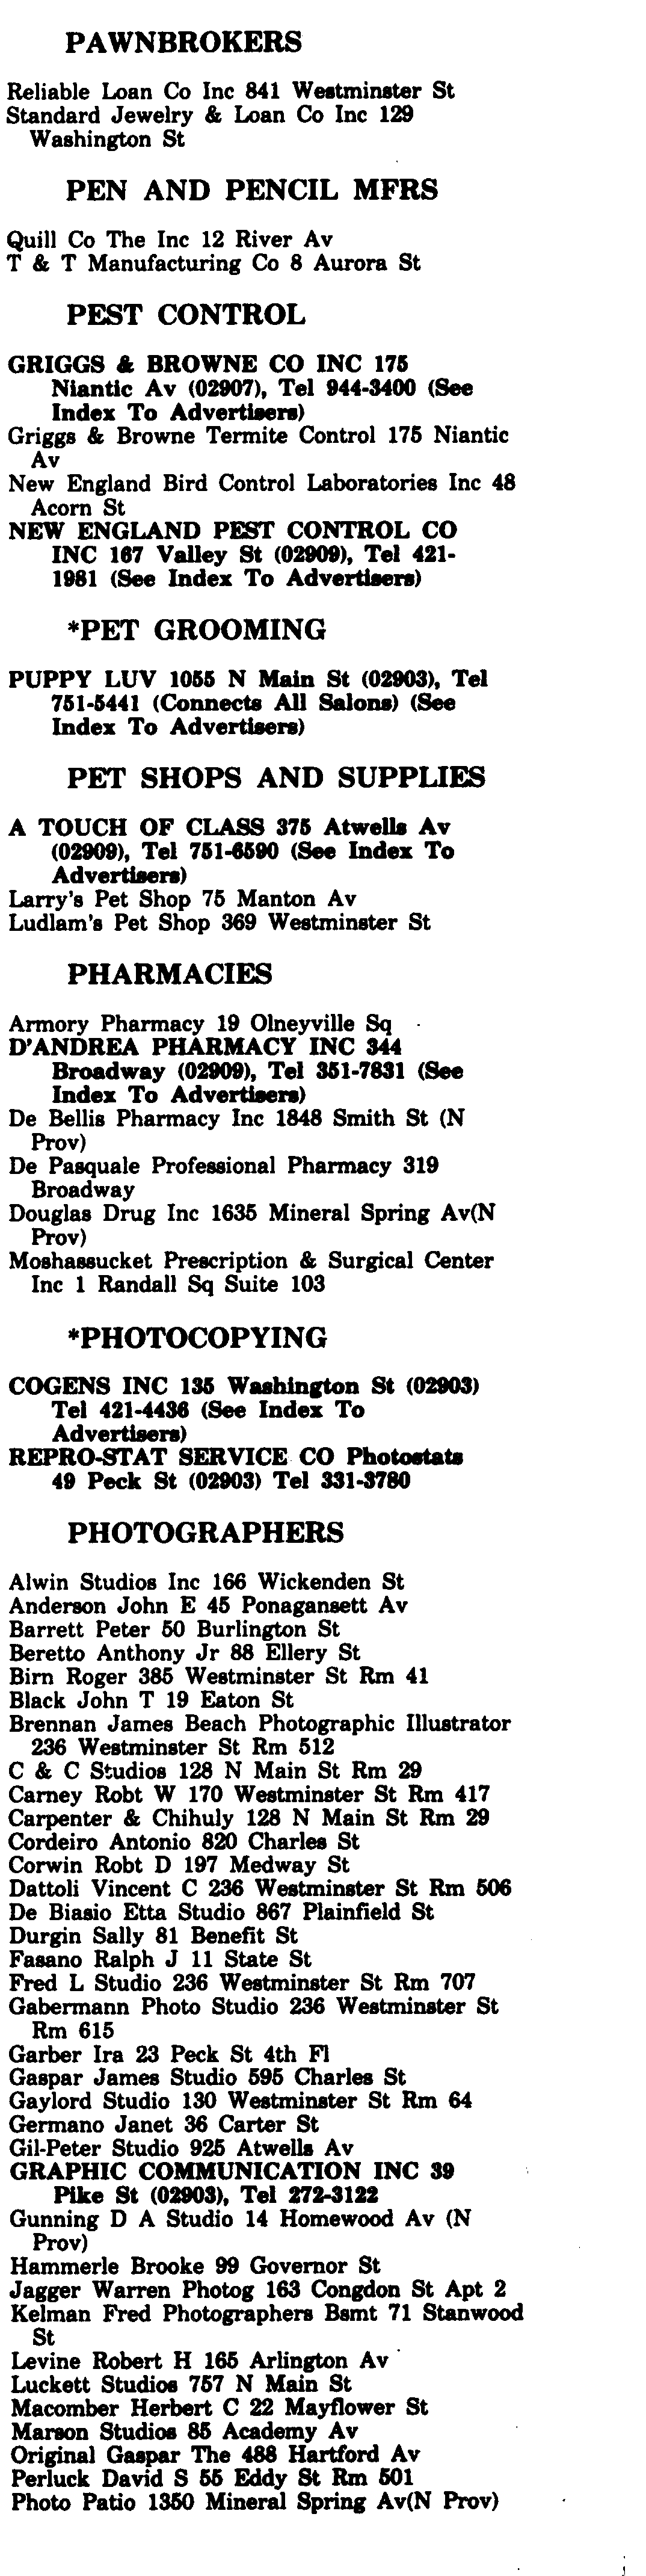 PAWNBROKERS
Reliable Loan Co Inc 841 Westminster St
Standard Jewelry & Loan Co Inc 129
Washington St
PEN AND PENCIL MFRS
Quill Co The Inc 12 River Av
T & T Manufacturing Co 8 Aurora St
PEST CONTROL
GRIGGS & BROWNE CO INC 175
Niantic Av (02907), Tel 944-3400 (See
Index To Advertisers)
Griggs & Browne Termite Control 175 Niantic
Av
New England Bird Control Laboratories Inc 48
Acorn St
NEW ENGLAND PEST CONTROL CO
INC 167 Valley St (02909), Tel 421-
1981 (See Index To Advertisers)
*PET GROOMING
PUPPY LUV 1055 N Main St (02903), Tel
751-5441 (Connects All Salons) (See
Index To Advertisers)
PET SHOPS AND SUPPLIES
A TOUCH OF CLASS 375 Atwells Av
(02909), Tel 751-6590 (See Index To
Advertisers)
Larry's Pet Shop 75 Manton Av
Ludlam's Pet Shop 369 Westminster St
PHARMACIES
Armory Pharmacy 19 Olneyville Sq
D'ANDREA PHARMACY INC 344
Broadway (02909), Tel 351-7831 (See
Index To Advertisers)
De Bellis Pharmacy Inc 1848 Smith St (N
Prov)
De Pasquale Professional Pharmacy 319
Broadway
Douglas Drug Inc 1635 Mineral Spring Av(N
Prov)
Moshassucket Prescription & Surgical Center
Inc 1 Randall Sq Suite 103
*PHOTOCOPYING
COGENS INC 135 Washington St (02903)
Tel 421-4436 (See Index To
Advertisers)
REPRO-STAT SERVICE CO Photostats
49 Peck St (02903) Tel 331-3780
PHOTOGRAPHERS
Alwin Studios Inc 166 Wickenden St
Anderson John E 45 Ponagansett Av
Barrett Peter 50 Burlington St
Beretto Anthony Jr 88 Ellery St
Birn Roger 385 Westminster St Rm 41
Black John T 19 Eaton St
Brennan James Beach Photographic Illustrator
236 Westminster St Rm 512
C & C Studios 128 N Main St Rm 29
Carney Robt W 170 Westminster St Rm 417
Carpenter & Chihuly 128 N Main St Rm 29
Cordeiro Antonio 820 Charles St
Corwin Robt D 197 Medway St
Dattoli Vincent C 236 Westminster St Rm 506
De Biasio Etta Studio 867 Plainfield St
Durgin Sally 81 Benefit St
Fasano Ralph J 11 State St
Fred L Studio 236 Westminster St Rm 707
Gabermann Photo Studio 236 Westminster St
Rm 615
Garber Ira 23 Peck St 4th Fl
Gaspar James Studio 595 Charles St
Gaylord Studio 130 Westminster St Rm 64
Germano Janet 36 Carter St
Gil-Peter Studio 925 Atwells Av
GRAPHIC COMMUNICATION INC 39
Pike St (02903), Tel 272-3122
Gunning D A Studio 14 Homewood Av (N
Prov)
Hammerle Brooke 99 Governor St
Jagger Warren Photog 163 Congdon St Apt 2
Kelman Fred Photographers Bsmt 71 Stanwood
St
Levine Robert H 165 Arlington Av
Luckett Studios 757 N Main St
Macomber Herbert C 22 Mayflower St
Marson Studios 85 Academy Av
Original Gaspar The 488 Hartford Av
Perluck David S 55 Eddy St Rm 501
Photo Patio 1350 Mineral Spring Av(N Prov)